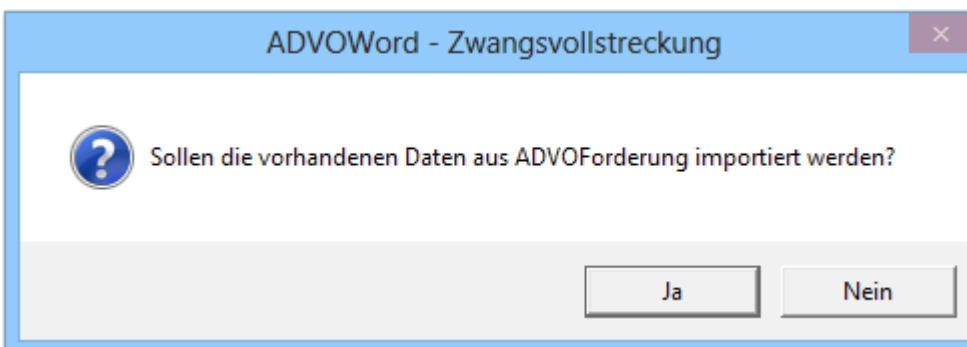 ADVOWord - Zwangsvollstreckung
Sollen die vorhandenen Daten aus ADVOForderung importiert werden?
Ja
Nein